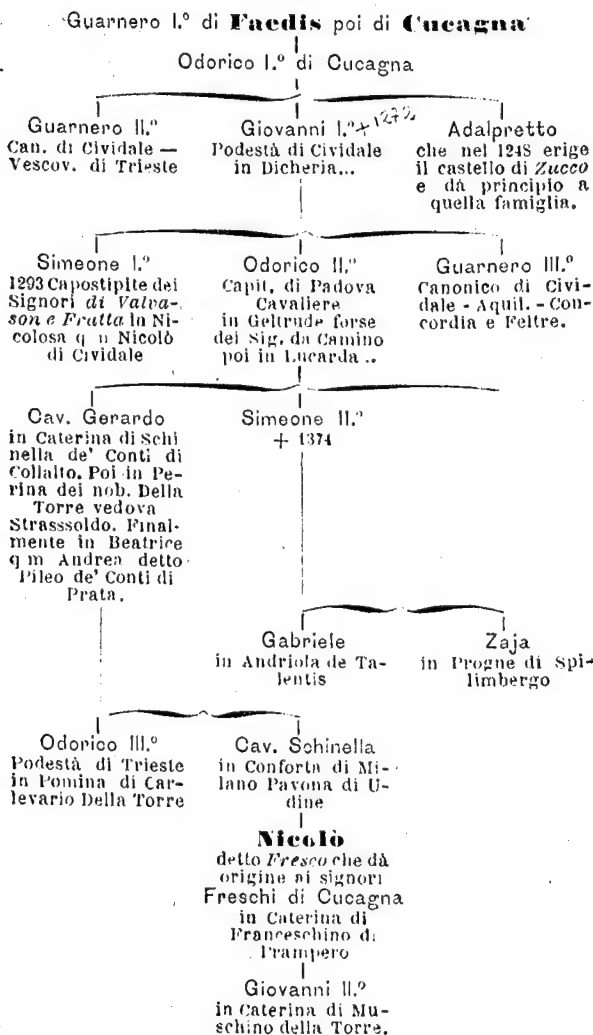 Guarnero I.º di Faedis poi di Cucagna
Odorico I.º di Cucagna
Guarnero II.º
Can. di Cividale —
Vescov. di Trieste
Giovanni I.º + 1272
Podestà di Cividale
in Dicheria...
Adalpretto
che nel 1248 erige
il castello di Zucco
e dà principio a
quella famiglia.
Simeone I.º
1293 Capostipite dei
Signori di Valva-
son e Fratta in Ni-
colosa q m Nicolò
di Cividale
Odorico II.º
Capit. di Padova
Cavaliere
in Geltrude forse
dei Sig. da Camino
poi in Lucarda ..
Guarnero III.º
Canonico di Civi-
dale - Aquil. - Con-
cordia e Feltre.
Cav. Gerardo
in Caterina di Schi
nella de' Conti di
Collalto. Poi in Pe-
rina dei nob. Della
Torre vedova
Strasssoldo. Final-
mente in Beatrice
q m Andrea detto
Pileo de' Conti di
Prata.
Simeone II.º
+ 1374
Gabriele
in Andriola de Ta-
lentis
Zaja
in Progne di Spi-
limbergo
Odorico III.º
Podestà di Trieste
in Pomina di Car-
levario Della Torre
Cav. Schinella
in Conforta di Mi-
lano Pavona di U-
dine
Nicolò
detto Fresco che dà
origine ai signori
Freschi di Cucagna
in Caterina di
Franceschino di
Prampero
Giovanni II.º
in Caterina di Mu-
schino della Torre.